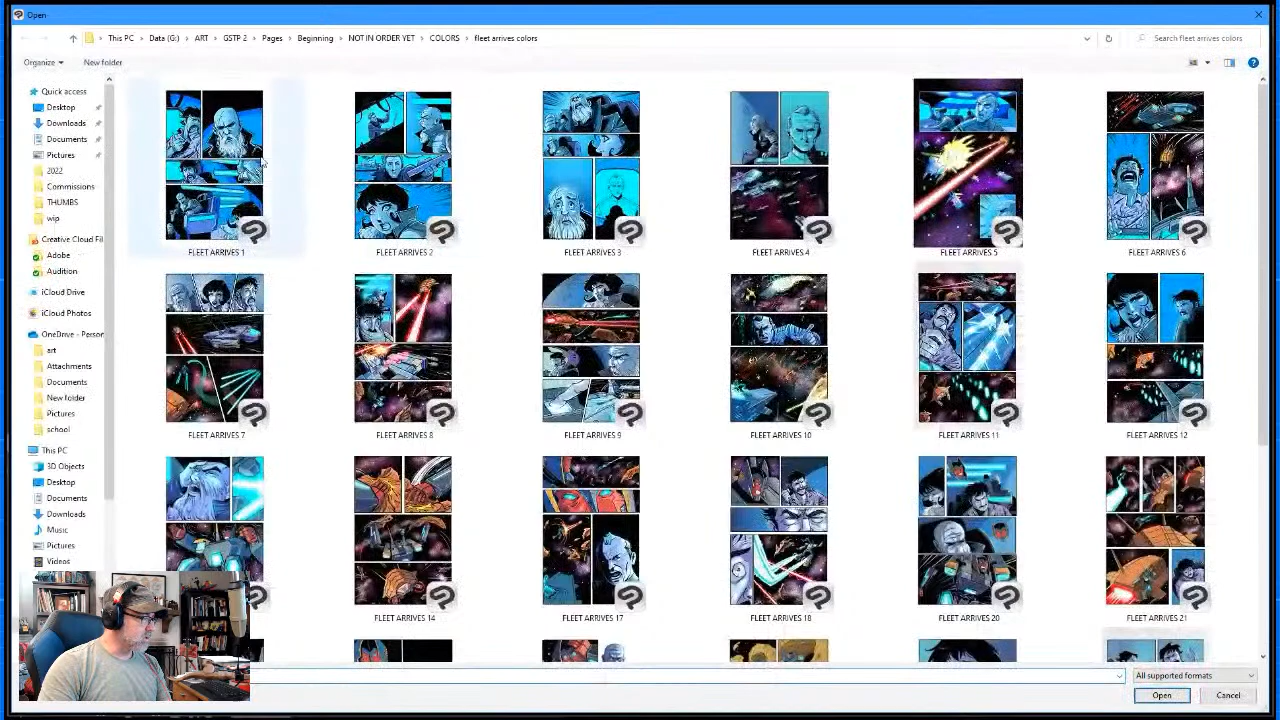 Open
This PC > Data (G:) > ART > GSTP 2 > Pages > Beginning > NOT IN ORDER YET > COLORS > fleet arrives colors
Search fleet arrives colors
Organize
New folder
Quick access
Desktop
Downloads
Documents
Pictures
2022
Commissions
THUMBS
wip
Creative Cloud Fil
Adobe
Audition
iCloud Drive
iCloud Photos
OneDrive - Person
art
Attachments
Documents
New folder
Pictures
school
This PC
3D Objects
Desktop
Documents
Downloads
Music
Pictures
Videos
FLEET ARRIVES 1
FLEET ARRIVES 2
FLEET ARRIVES 3
FLEET ARRIVES 4
FLEET ARRIVES 5
FLEET ARRIVES 6
FLEET ARRIVES 7
FLEET ARRIVES 8
FLEET ARRIVES 9
FLEET ARRIVES 10
FLEET ARRIVES 11
FLEET ARRIVES 12
FLEET ARRIVES 14
FLEET ARRIVES 17
FLEET ARRIVES 18
FLEET ARRIVES 20
FLEET ARRIVES 21
All supported formats
Open
Cancel